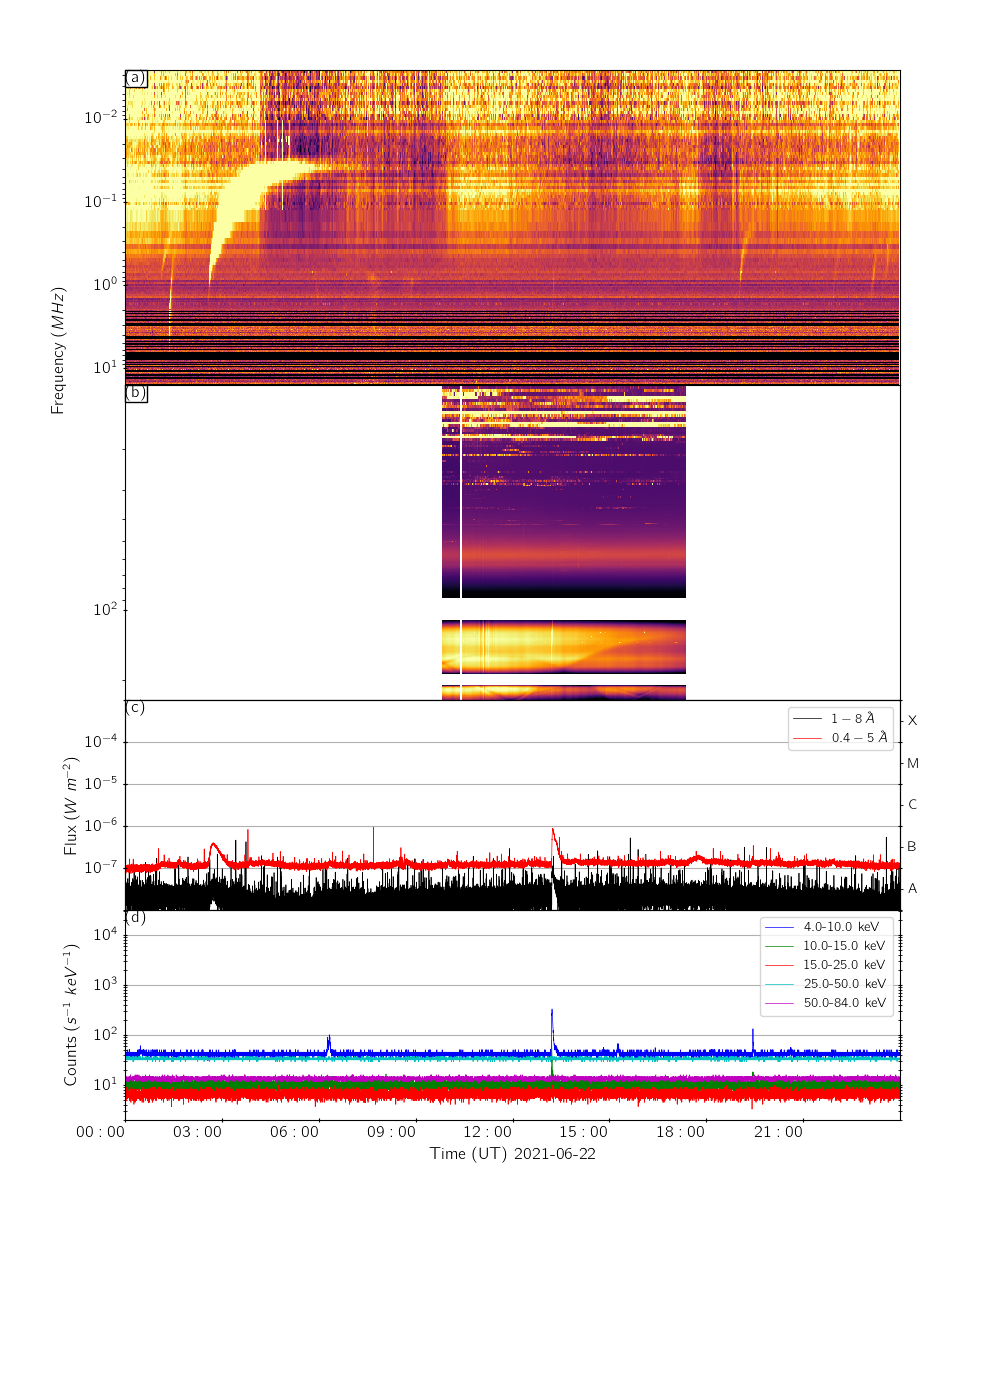 (a)
10⁻²
10⁻¹
10⁰
10¹
Frequency (MHz)
(b)
10²
(c)
1 − 8 Å
0.4 − 5 Å
X
M
C
B
A
10⁻⁴
10⁻⁵
10⁻⁶
10⁻⁷
Flux (W m⁻²)
(d)
4.0-10.0 keV
10.0-15.0 keV
15.0-25.0 keV
25.0-50.0 keV
50.0-84.0 keV
10⁴
10³
10²
10¹
Counts (s⁻¹ keV⁻¹)
00 : 00 03 : 00 06 : 00 09 : 00 12 : 00 15 : 00 18 : 00 21 : 00
Time (UT) 2021-06-22